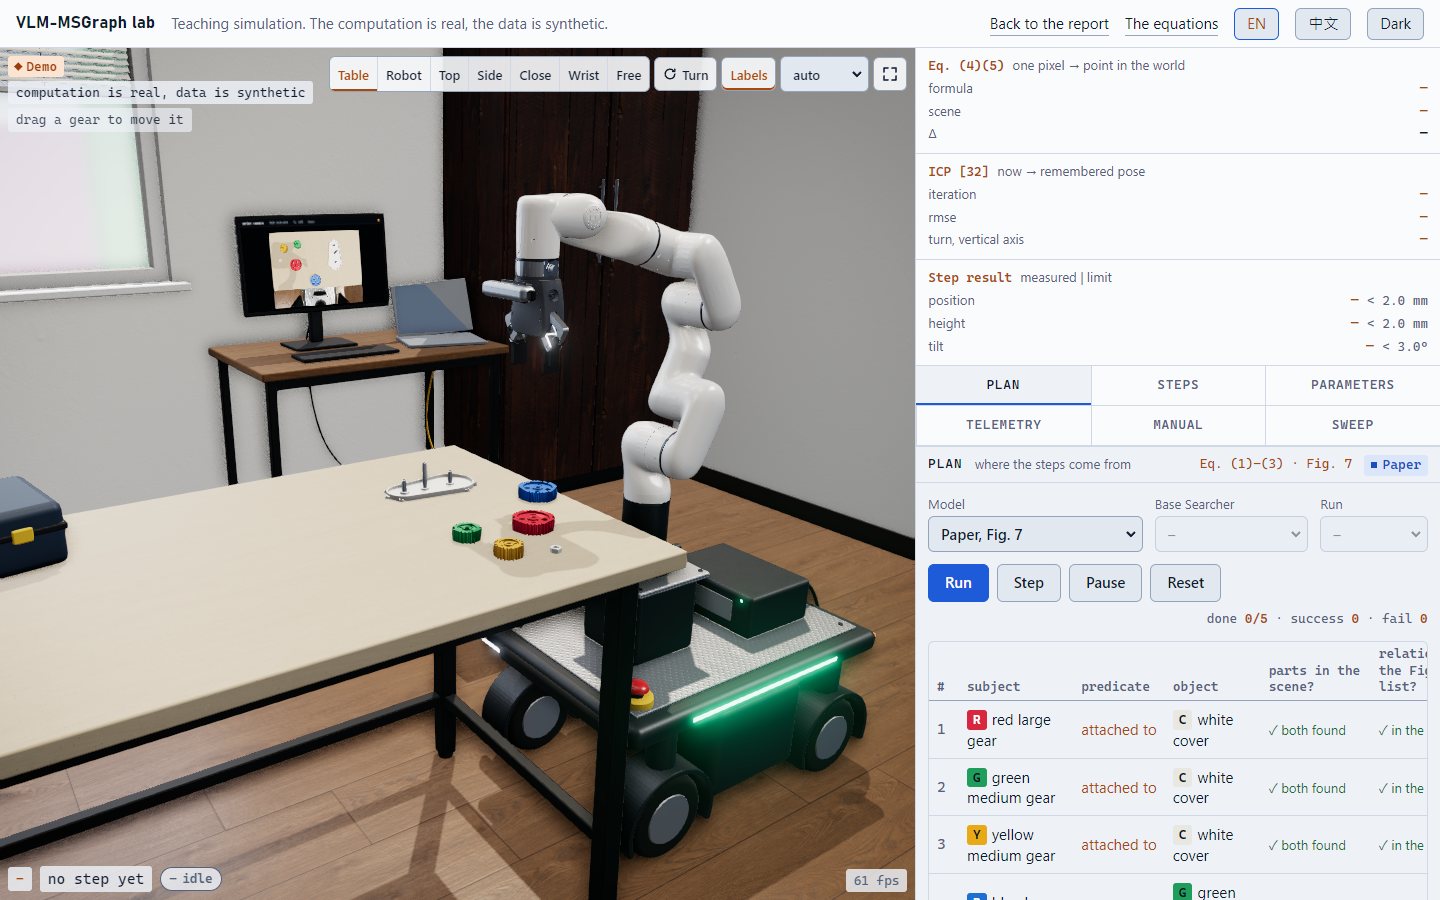 VLM-MSGraph lab
Teaching simulation. The computation is real, the data is synthetic.
Back to the report
The equations
EN
中文
Dark
◆ Demo
computation is real, data is synthetic
drag a gear to move it
Table
Robot
Top
Side
Close
Wrist
Free
Turn
Labels
auto
– no step yet – idle
61 fps
Eq. (4)(5) one pixel → point in the world
formula –
scene –
Δ –
ICP [32] now → remembered pose
iteration –
rmse –
turn, vertical axis –
Step result measured | limit
position – < 2.0 mm
height – < 2.0 mm
tilt – < 3.0°
PLAN
STEPS
PARAMETERS
TELEMETRY
MANUAL
SWEEP
PLAN where the steps come from Eq. (1)–(3) · Fig. 7 ■ Paper
Model
Base Searcher
Run
Paper, Fig. 7
–
–
Run
Step
Pause
Reset
done 0/5 · success 0 · fail 0
#
subject
predicate
object
parts in the
scene?
relatio
the Fig
list?
1
R red large
gear
attached to
C white
cover
✓ both found
✓ in the
2
G green
medium gear
attached to
C white
cover
✓ both found
✓ in the
3
Y yellow
medium gear
attached to
C white
cover
✓ both found
✓ in the
G green